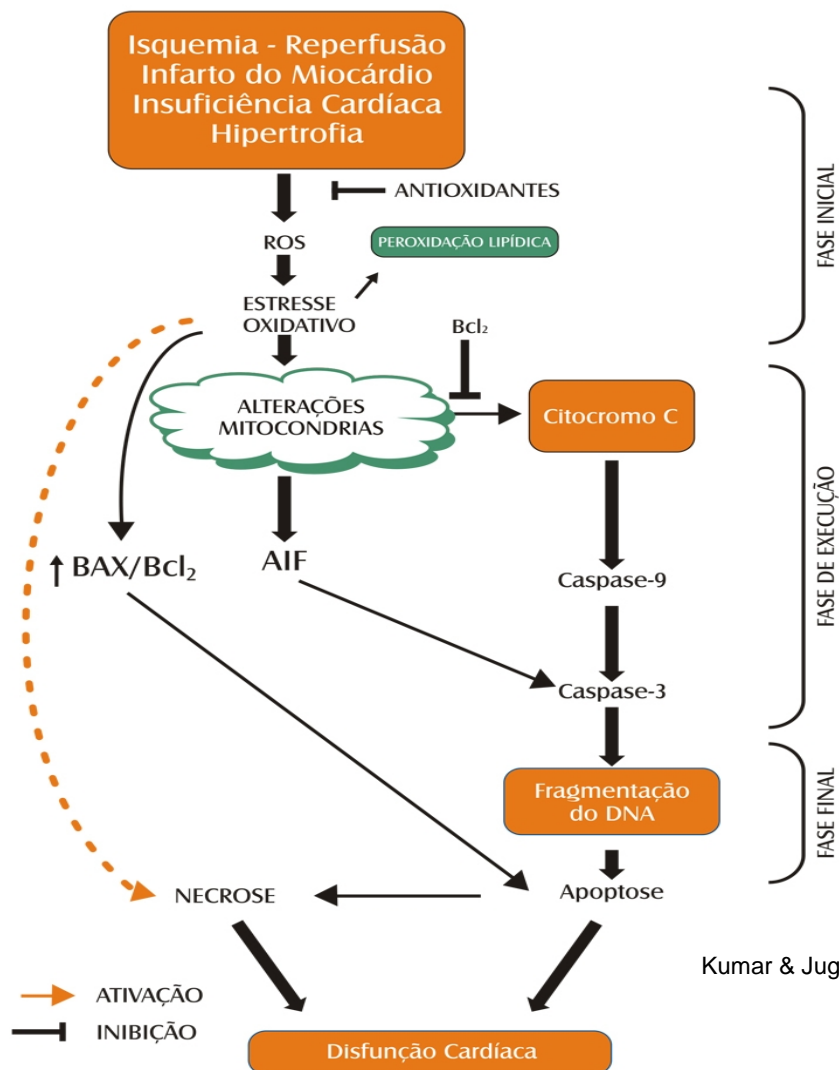 Isquemia - Reperfusão
Infarto do Miocárdio
Insuficiência Cardíaca
Hipertrofia
ANTIOXIDANTES
ROS
PEROXIDAÇÃO LIPÍDICA
ESTRESSE
OXIDATIVO
Bcl₂
ALTERAÇÕES
MITOCONDRIAS
Citocromo C
↑ BAX/Bcl₂
AIF
Caspase-9
Caspase-3
Fragmentação
do DNA
NECROSE
Apoptose
FASE INICIAL
FASE DE EXECUÇÃO
FASE FINAL
Kumar & Jug
ATIVAÇÃO
INIBIÇÃO
Disfunção Cardíaca